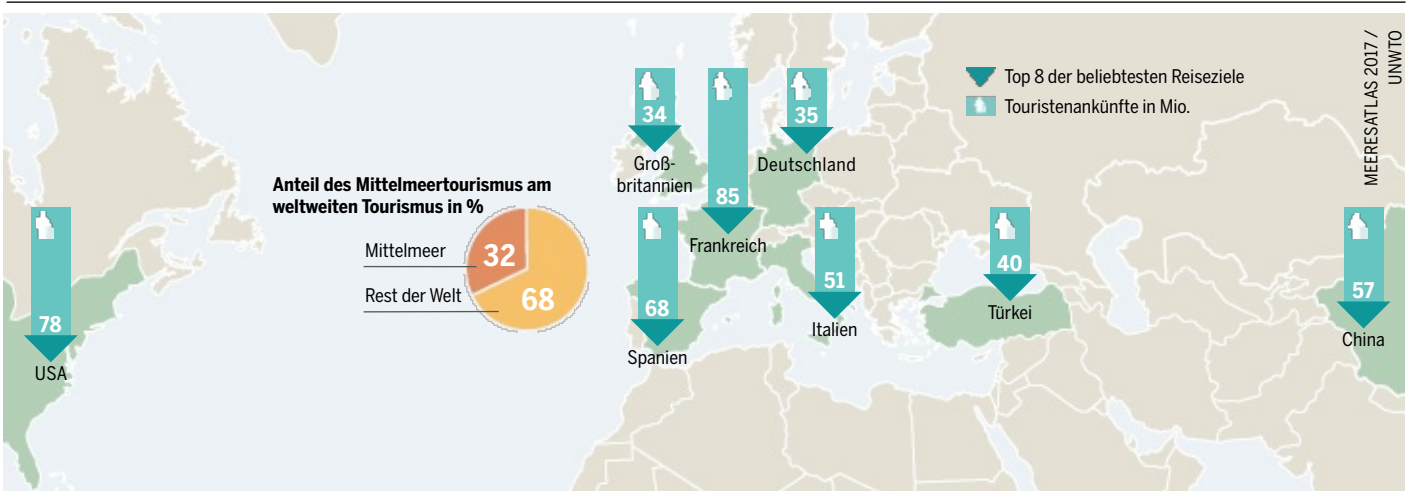 MEERESATLAS 2017 /
UNWTO
Top 8 der beliebtesten Reiseziele
Touristenankünfte in Mio.
34
Groß-
britannien
85
Frankreich
35
Deutschland
Anteil des Mittelmeertourismus am
weltweiten Tourismus in %
Mittelmeer
32
Rest der Welt
68
78
USA
68
Spanien
51
Italien
40
Türkei
57
China